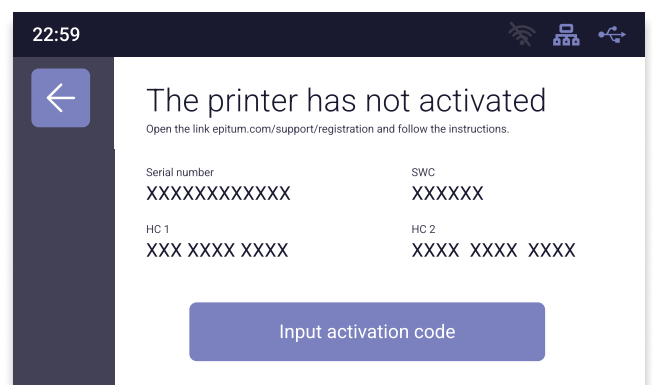 22:59
The printer has not activated
Open the link epitum.com/support/registration and follow the instructions.
Serial number
XXXXXXXXXXXX
SWC
XXXXXX
HC 1
XXX XXXX XXXX
HC 2
XXXX XXXX XXXX
Input activation code